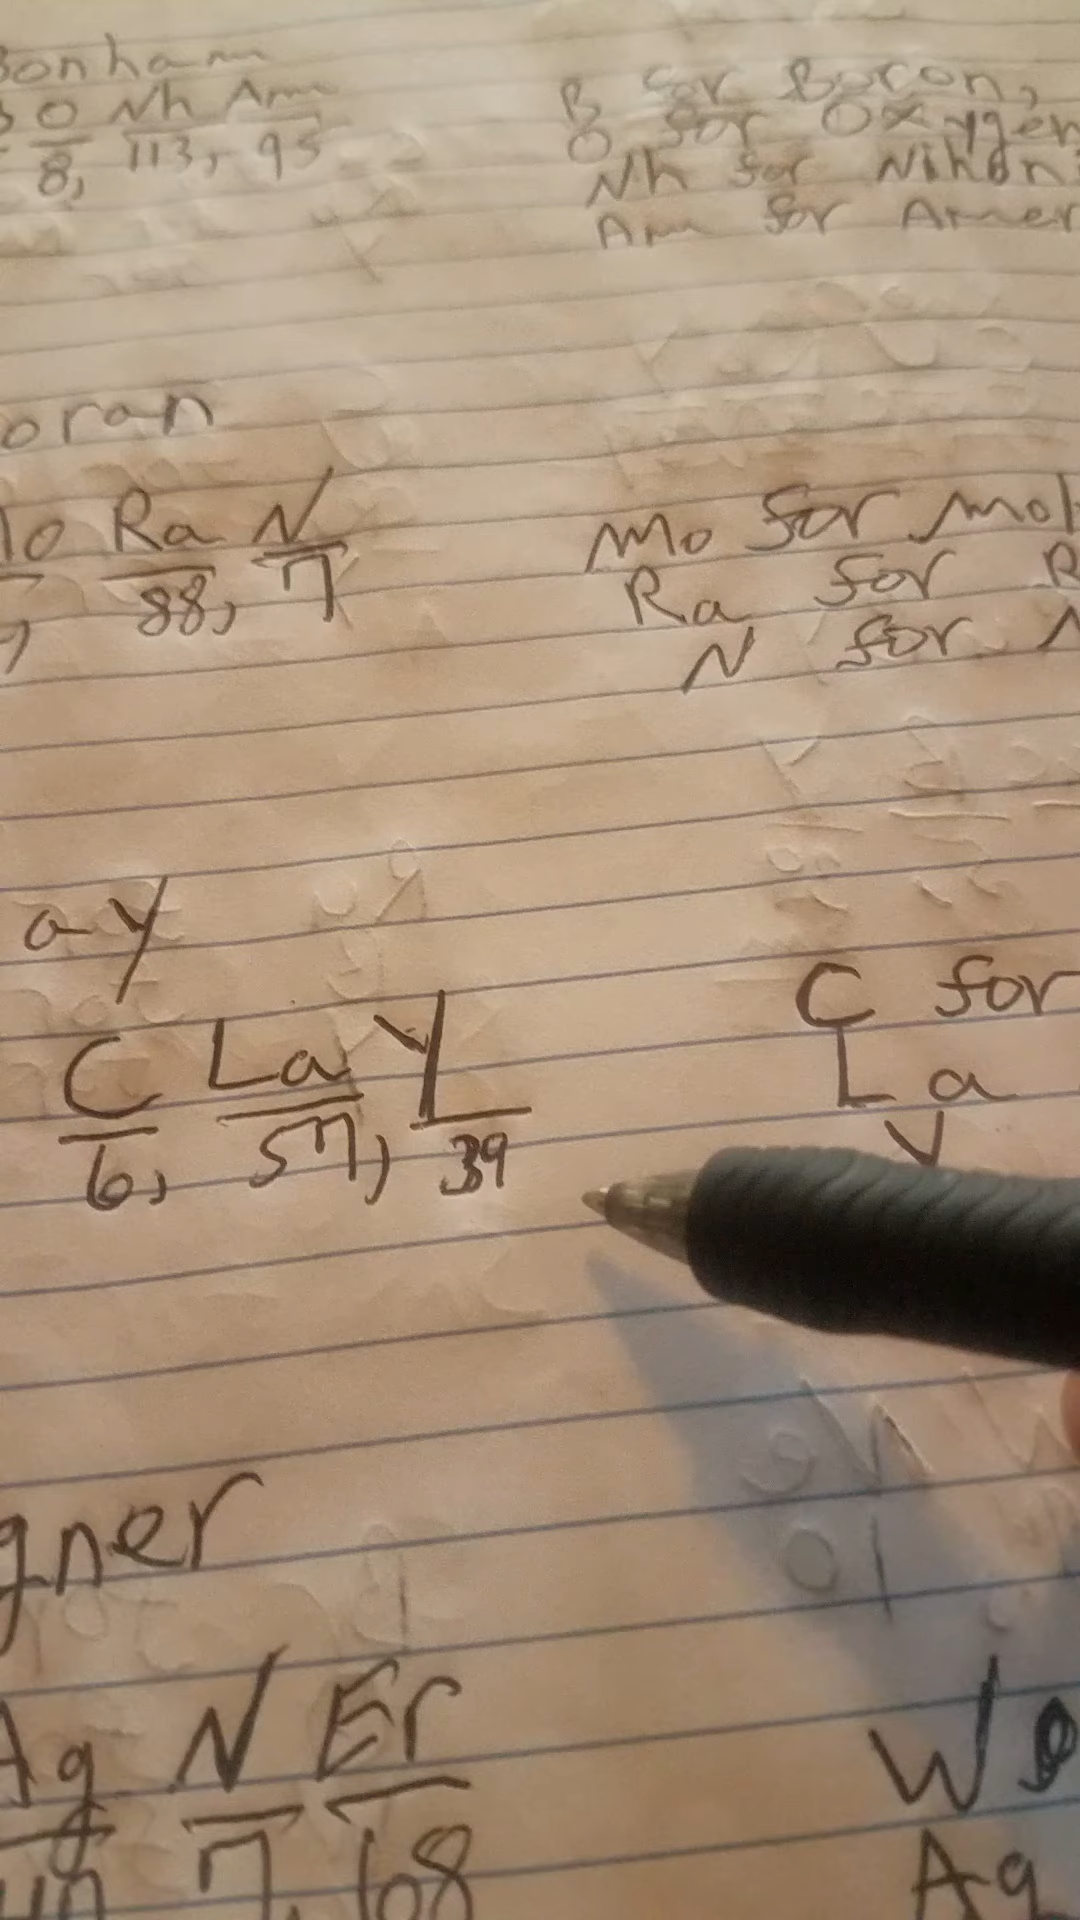 Bonham
B O Nh Am
8, 113, 95
B for Boron,
O for Oxygen
Nh for Nihon
Am for Amer
oran
Mo Ra N
, 88, 7
Mo for Mol
Ra for R
N for N
ay
C La Y
6, 57, 39
C for
La
Y
gner
Ag N Er
7, 68
W
Ag